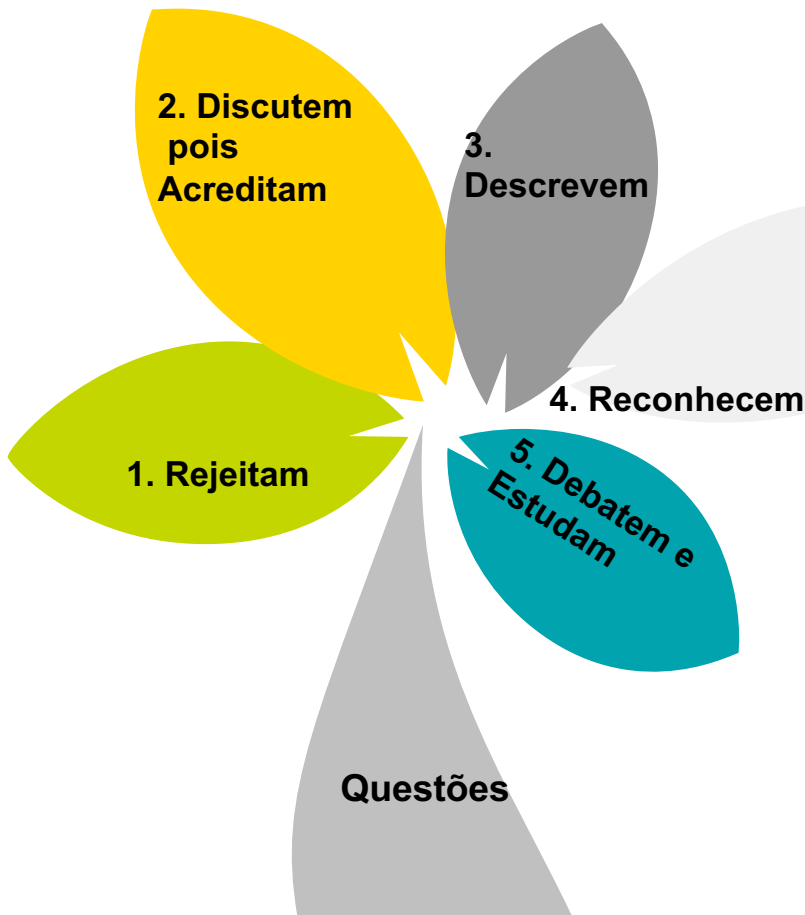 2. Discutem
pois
Acreditam
3.
Descrevem
4. Reconhecem
1. Rejeitam
5. Debatem e
Estudam
Questões